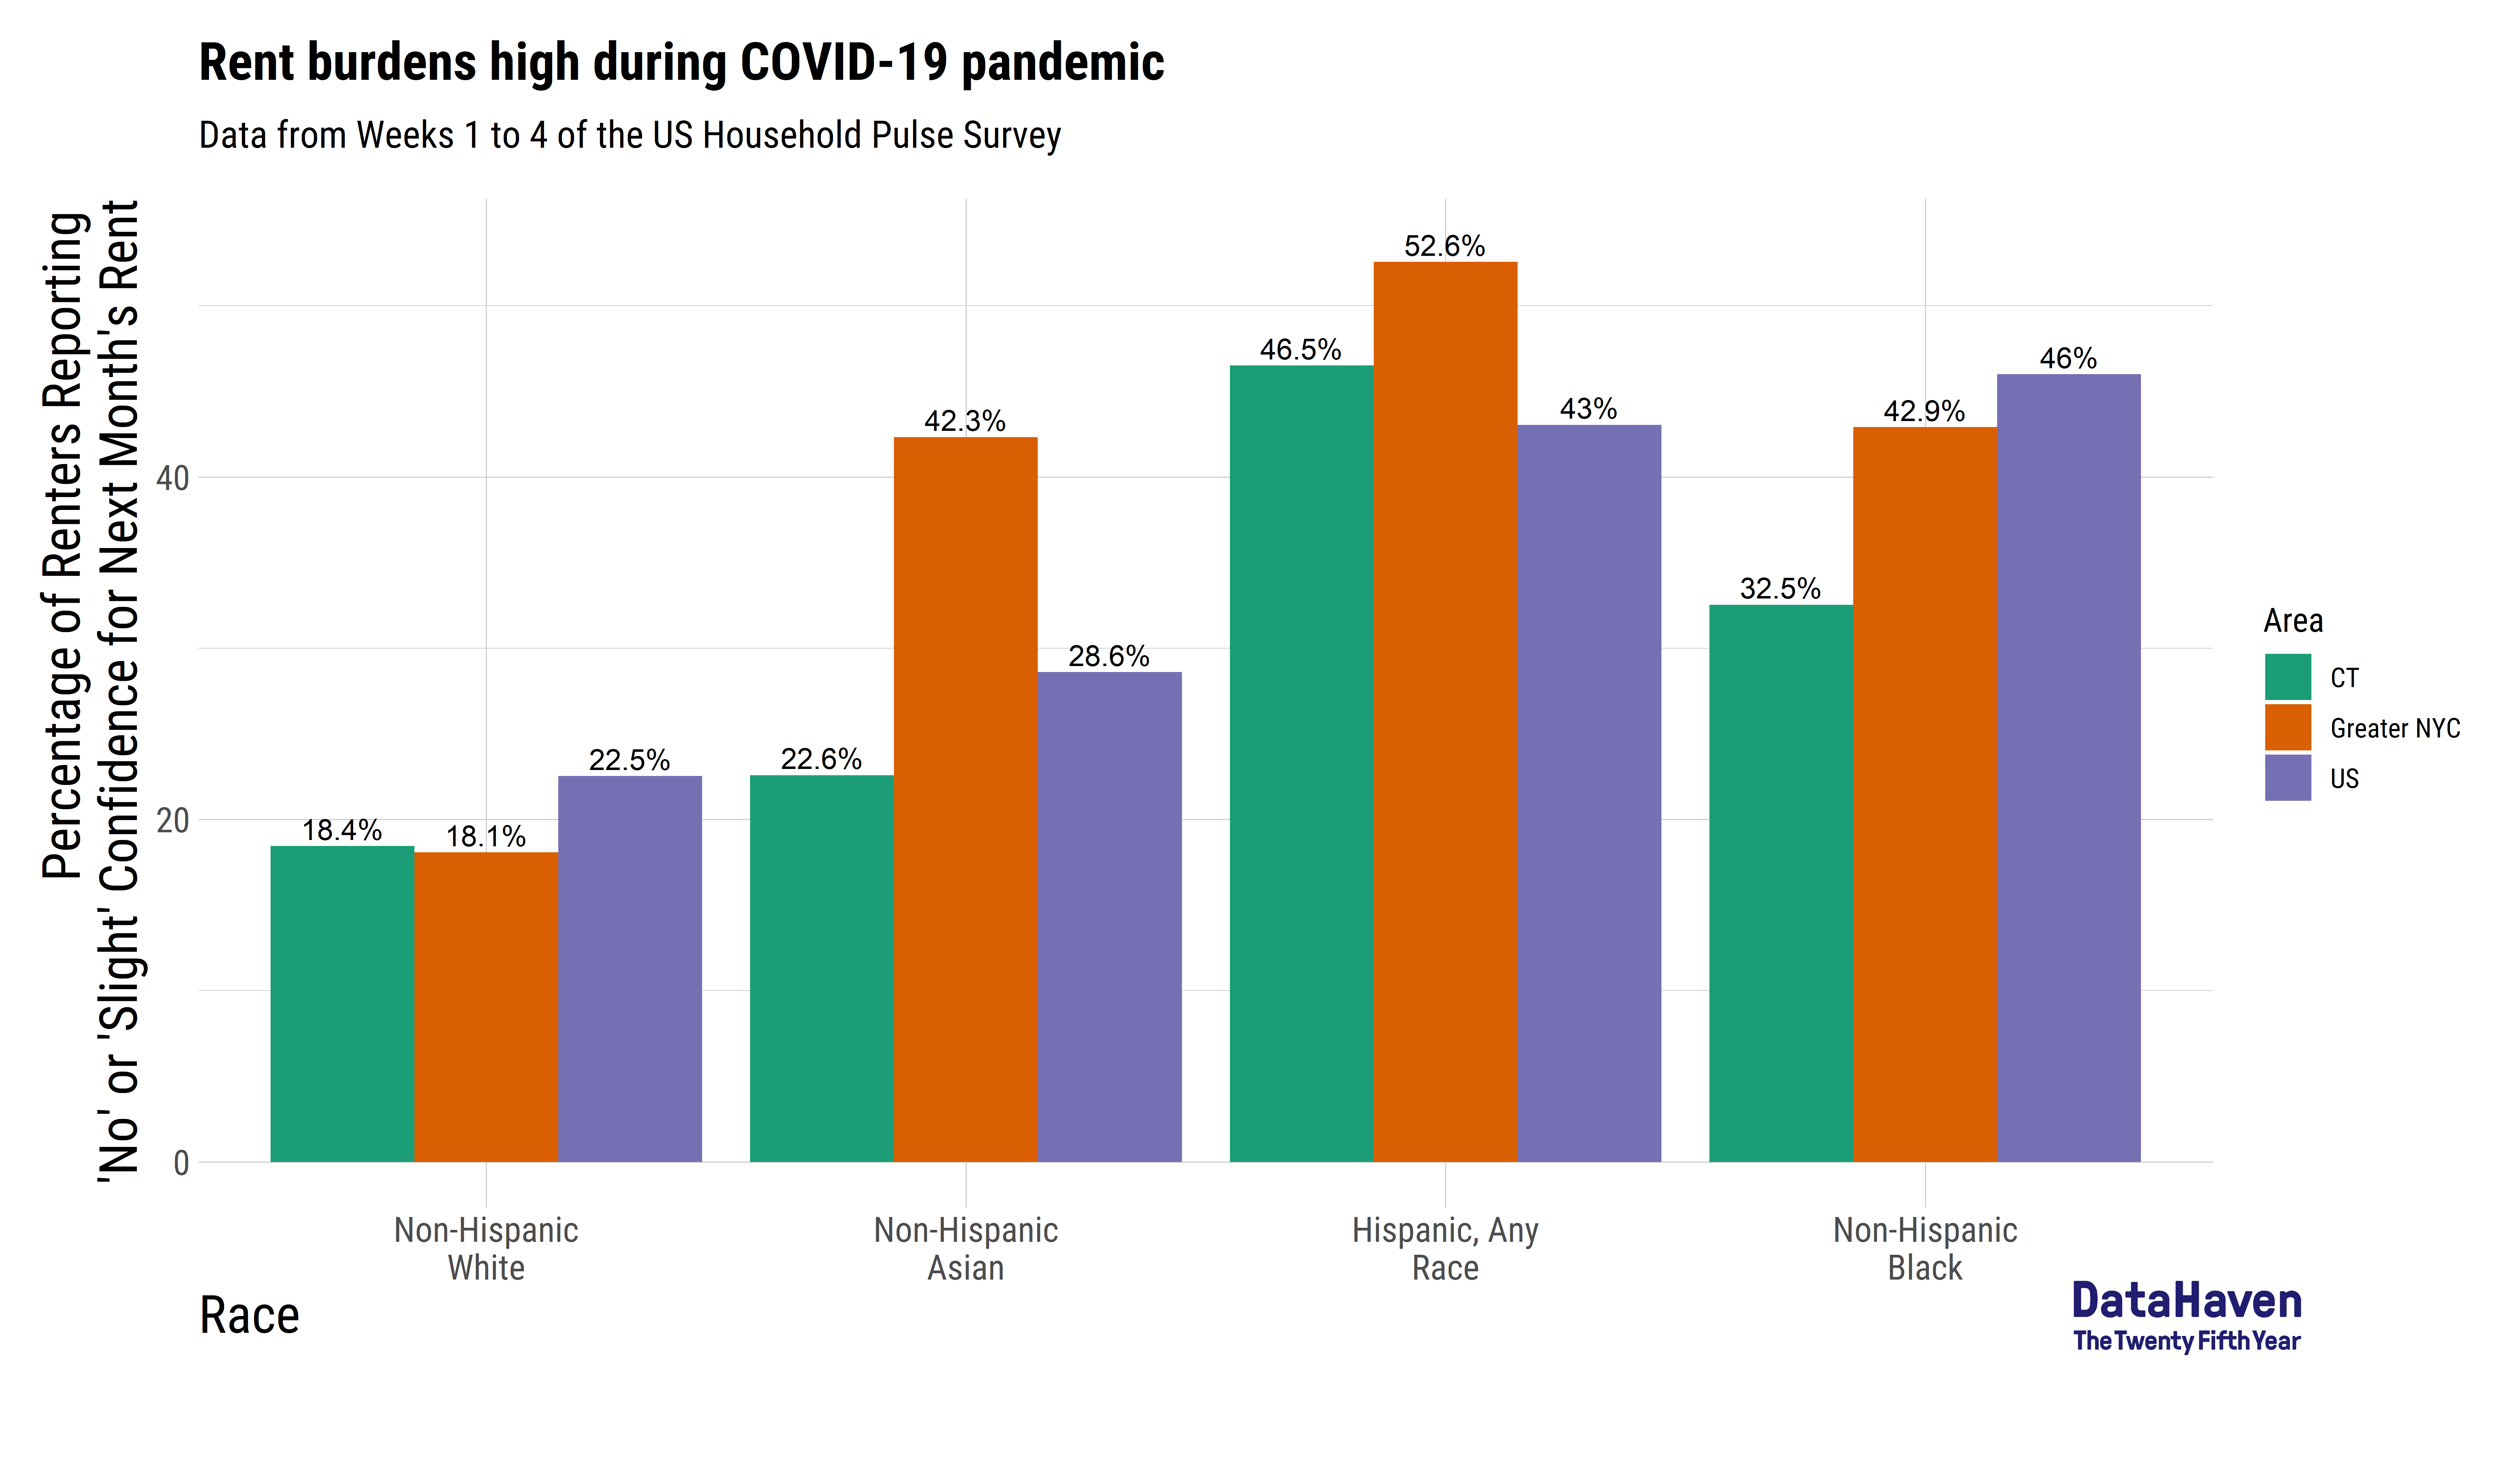 Rent burdens high during COVID-19 pandemic
Data from Weeks 1 to 4 of the US Household Pulse Survey
Percentage of Renters Reporting
'No' or 'Slight' Confidence for Next Month's Rent
40
20
0
18.4%
18.1%
22.5%
22.6%
42.3%
28.6%
46.5%
52.6%
43%
32.5%
42.9%
46%
Non-Hispanic
White
Non-Hispanic
Asian
Hispanic, Any
Race
Non-Hispanic
Black
Race
Area
CT
Greater NYC
US
DataHaven
The Twenty Fifth Year